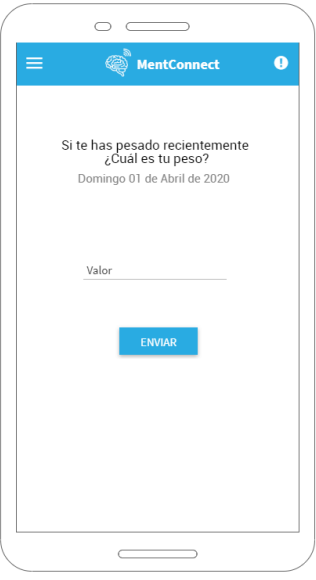 MentConnect
Si te has pesado recientemente
¿Cuál es tu peso?
Domingo 01 de Abril de 2020
Valor
ENVIAR